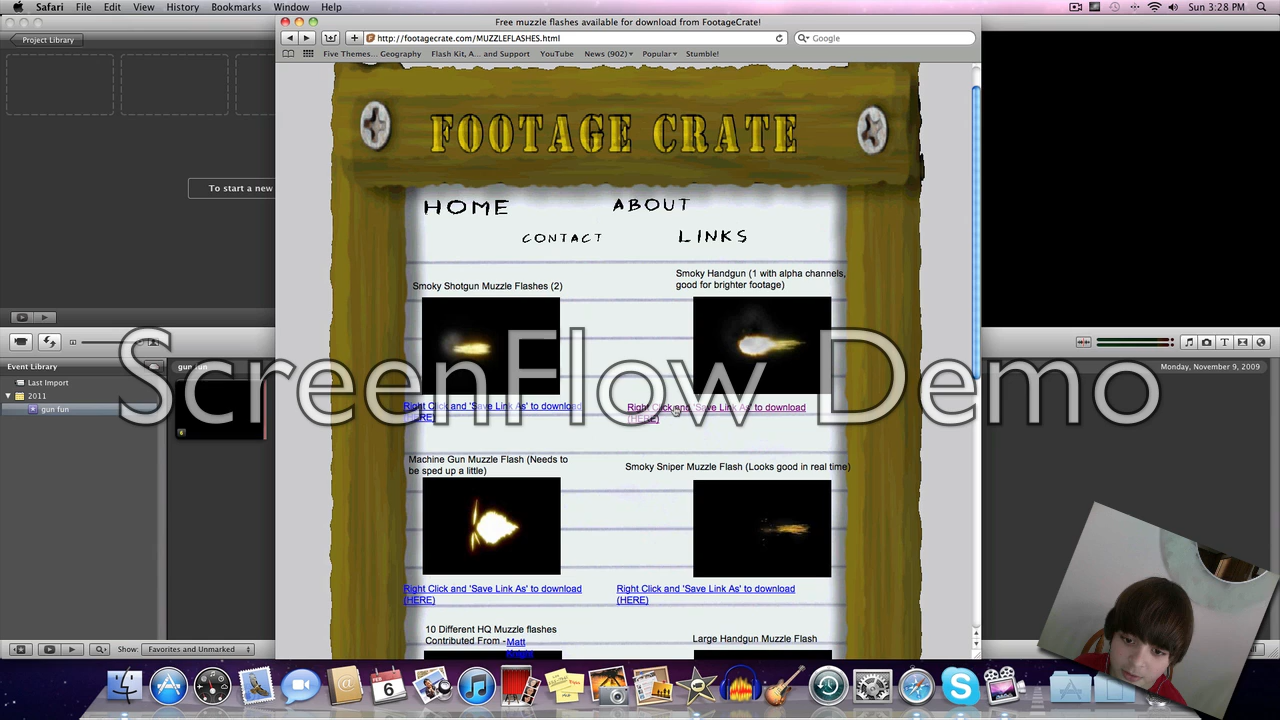 Safari File Edit View History Bookmarks Window Help
Sun 3:28 PM
Free muzzle flashes available for download from FootageCrate!
Project Library
http://footagecrate.com/MUZZLEFLASHES.html
Google
Five Themes... Geography Flash Kit, A... and Support YouTube News (902) Popular Stumble!
FOOTAGE CRATE
To start a new
HOME ABOUT
CONTACT LINKS
Smoky Shotgun Muzzle Flashes (2)
Smoky Handgun (1 with alpha channels,
good for brighter footage)
Event Library
gun fun
Monday, November 9, 2009
Last Import
2011
gun fun
ScreenFlow Demo
Right Click and 'Save Link As' to download
(HERE)
Right Click and 'Save Link As' to download
(HERE)
Machine Gun Muzzle Flash (Needs to
be sped up a little)
Smoky Sniper Muzzle Flash (Looks good in real time)
Right Click and 'Save Link As' to download
(HERE)
Right Click and 'Save Link As' to download
(HERE)
10 Different HQ Muzzle flashes
Contributed From - Matt
Large Handgun Muzzle Flash
Show: Favorites and Unmarked
FEB
6